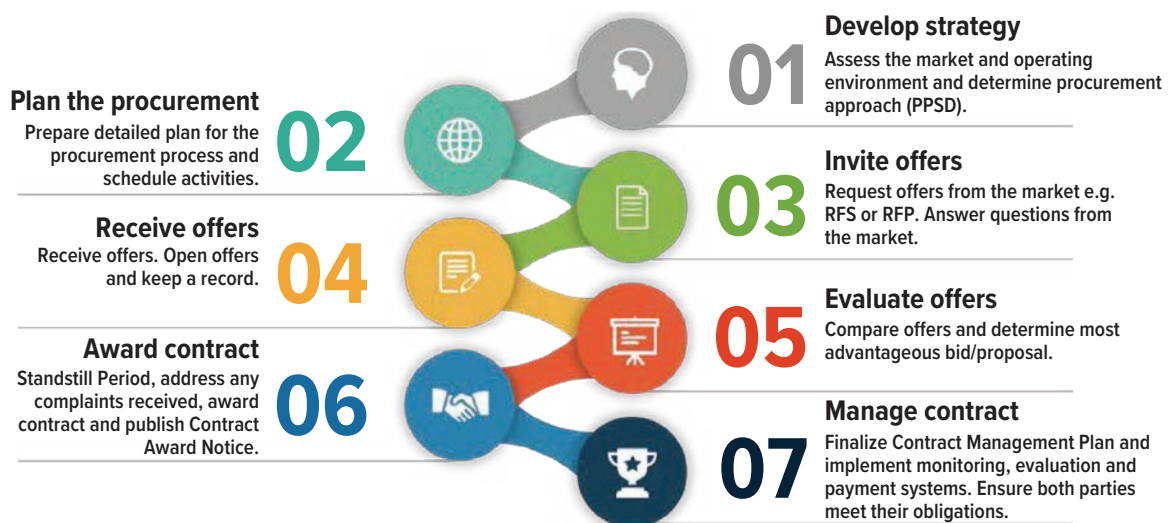 01
Develop strategy
Assess the market and operating
environment and determine procurement
approach (PPSD).
Plan the procurement
Prepare detailed plan for the
procurement process and
schedule activities.
02
03
Invite offers
Request offers from the market e.g.
RFS or RFP. Answer questions from
the market.
Receive offers
Receive offers. Open offers
and keep a record.
04
05
Evaluate offers
Compare offers and determine most
advantageous bid/proposal.
Award contract
Standstill Period, address any
complaints received, award
contract and publish Contract
Award Notice.
06
07
Manage contract
Finalize Contract Management Plan and
implement monitoring, evaluation and
payment systems. Ensure both parties
meet their obligations.